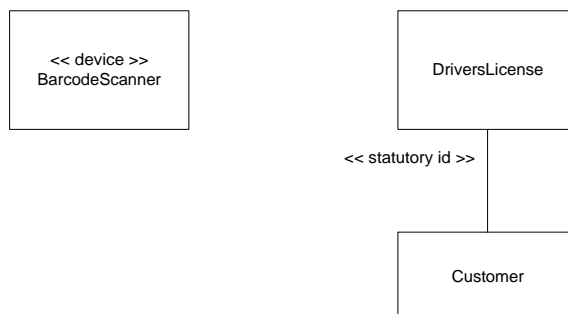 << device >>
BarcodeScanner
DriversLicense
<< statutory id >>
Customer